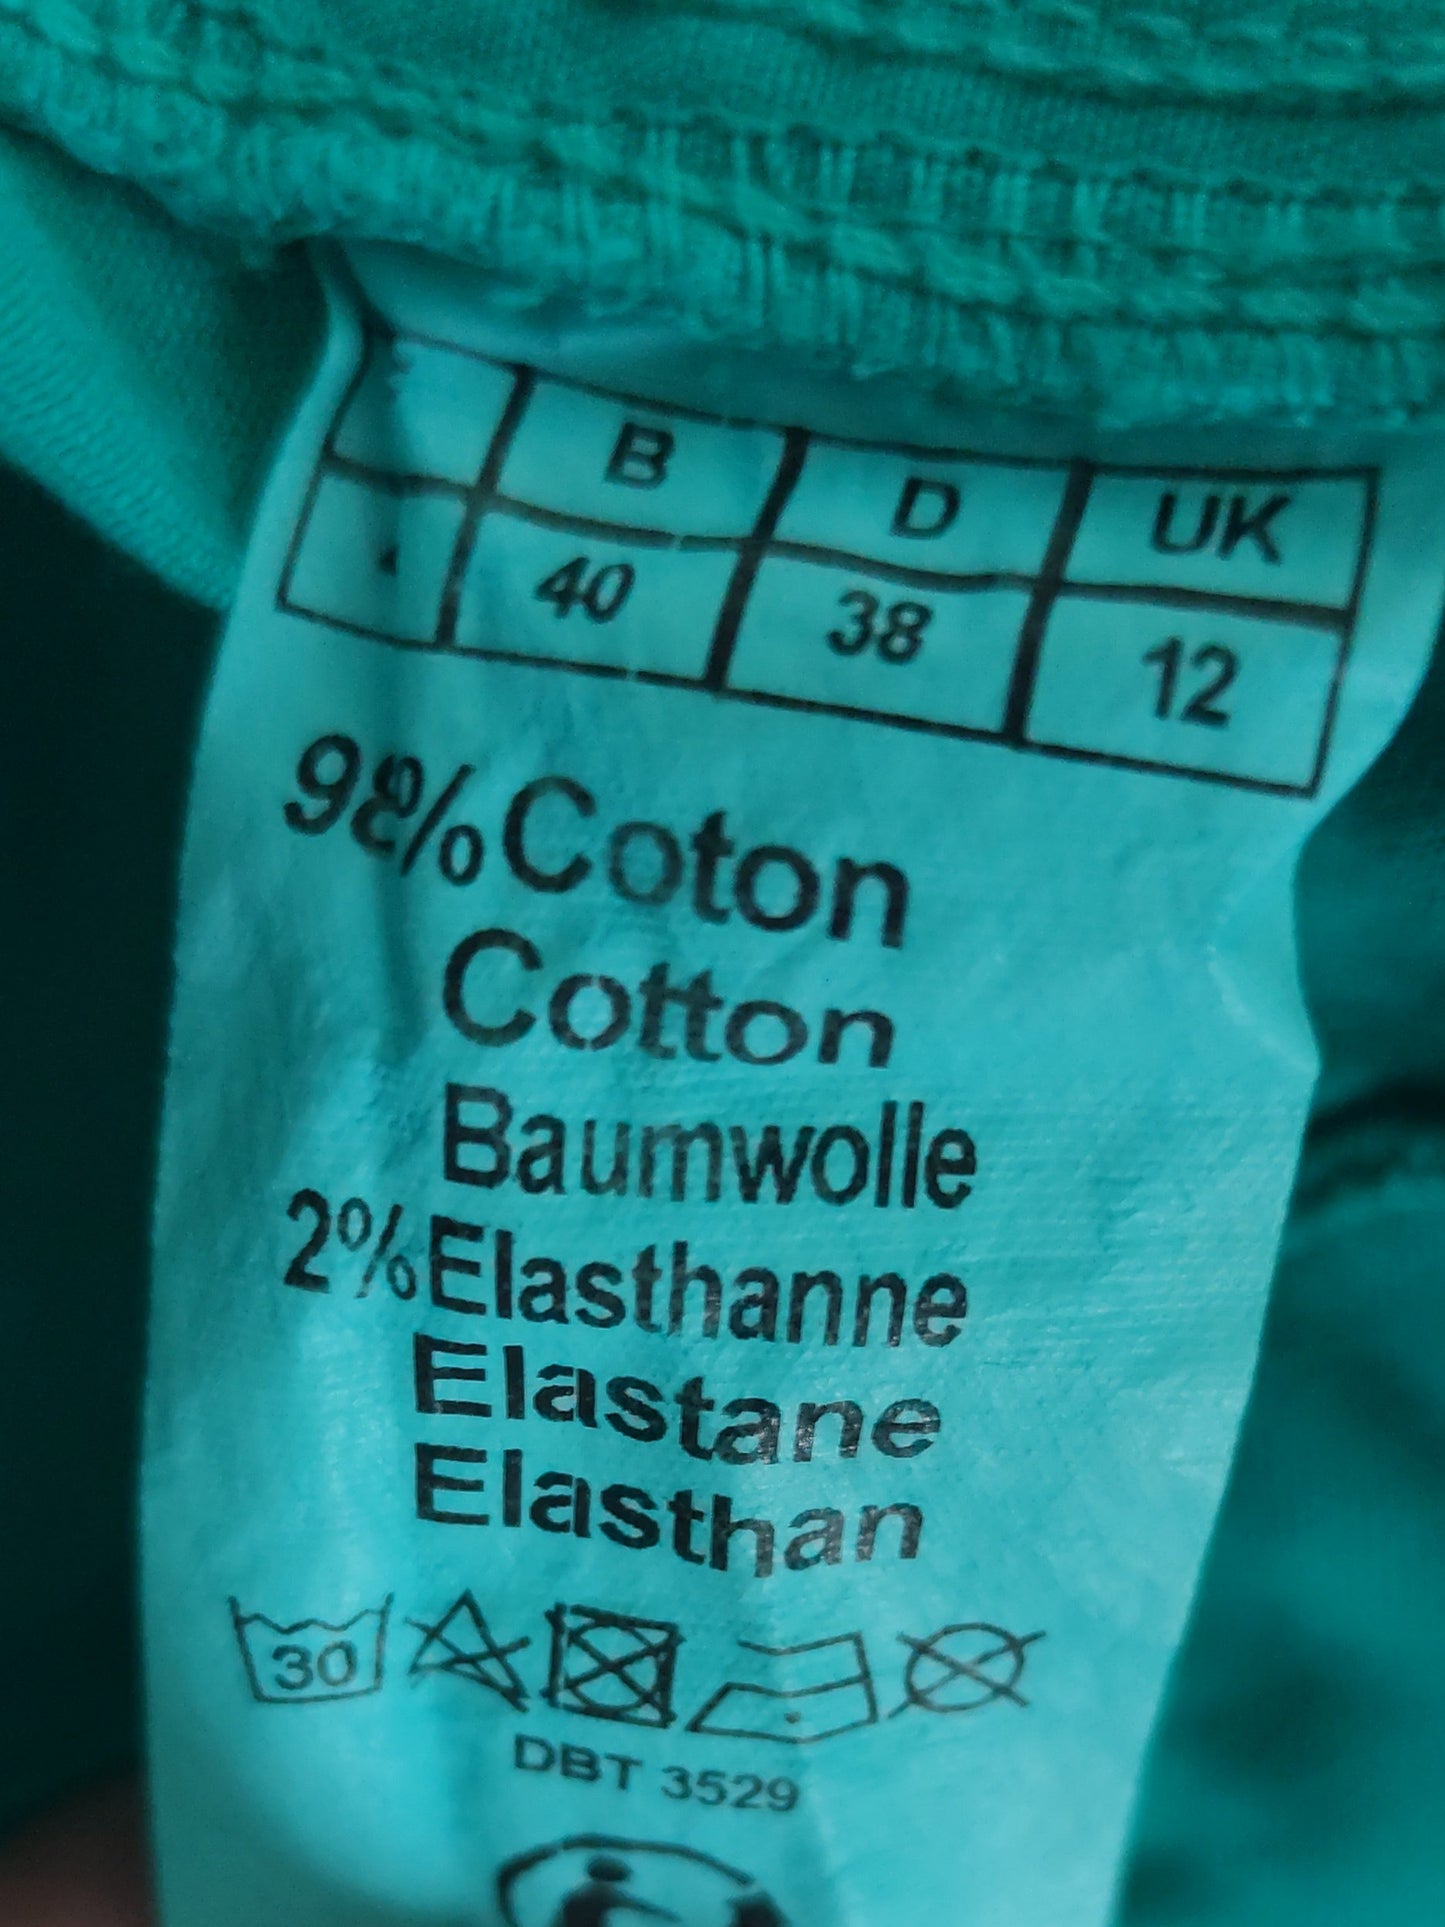 B D UK
40 38 12
98% Coton
Cotton
Baumwolle
2% Elasthanne
Elastane
Elasthan
30
DBT 3529